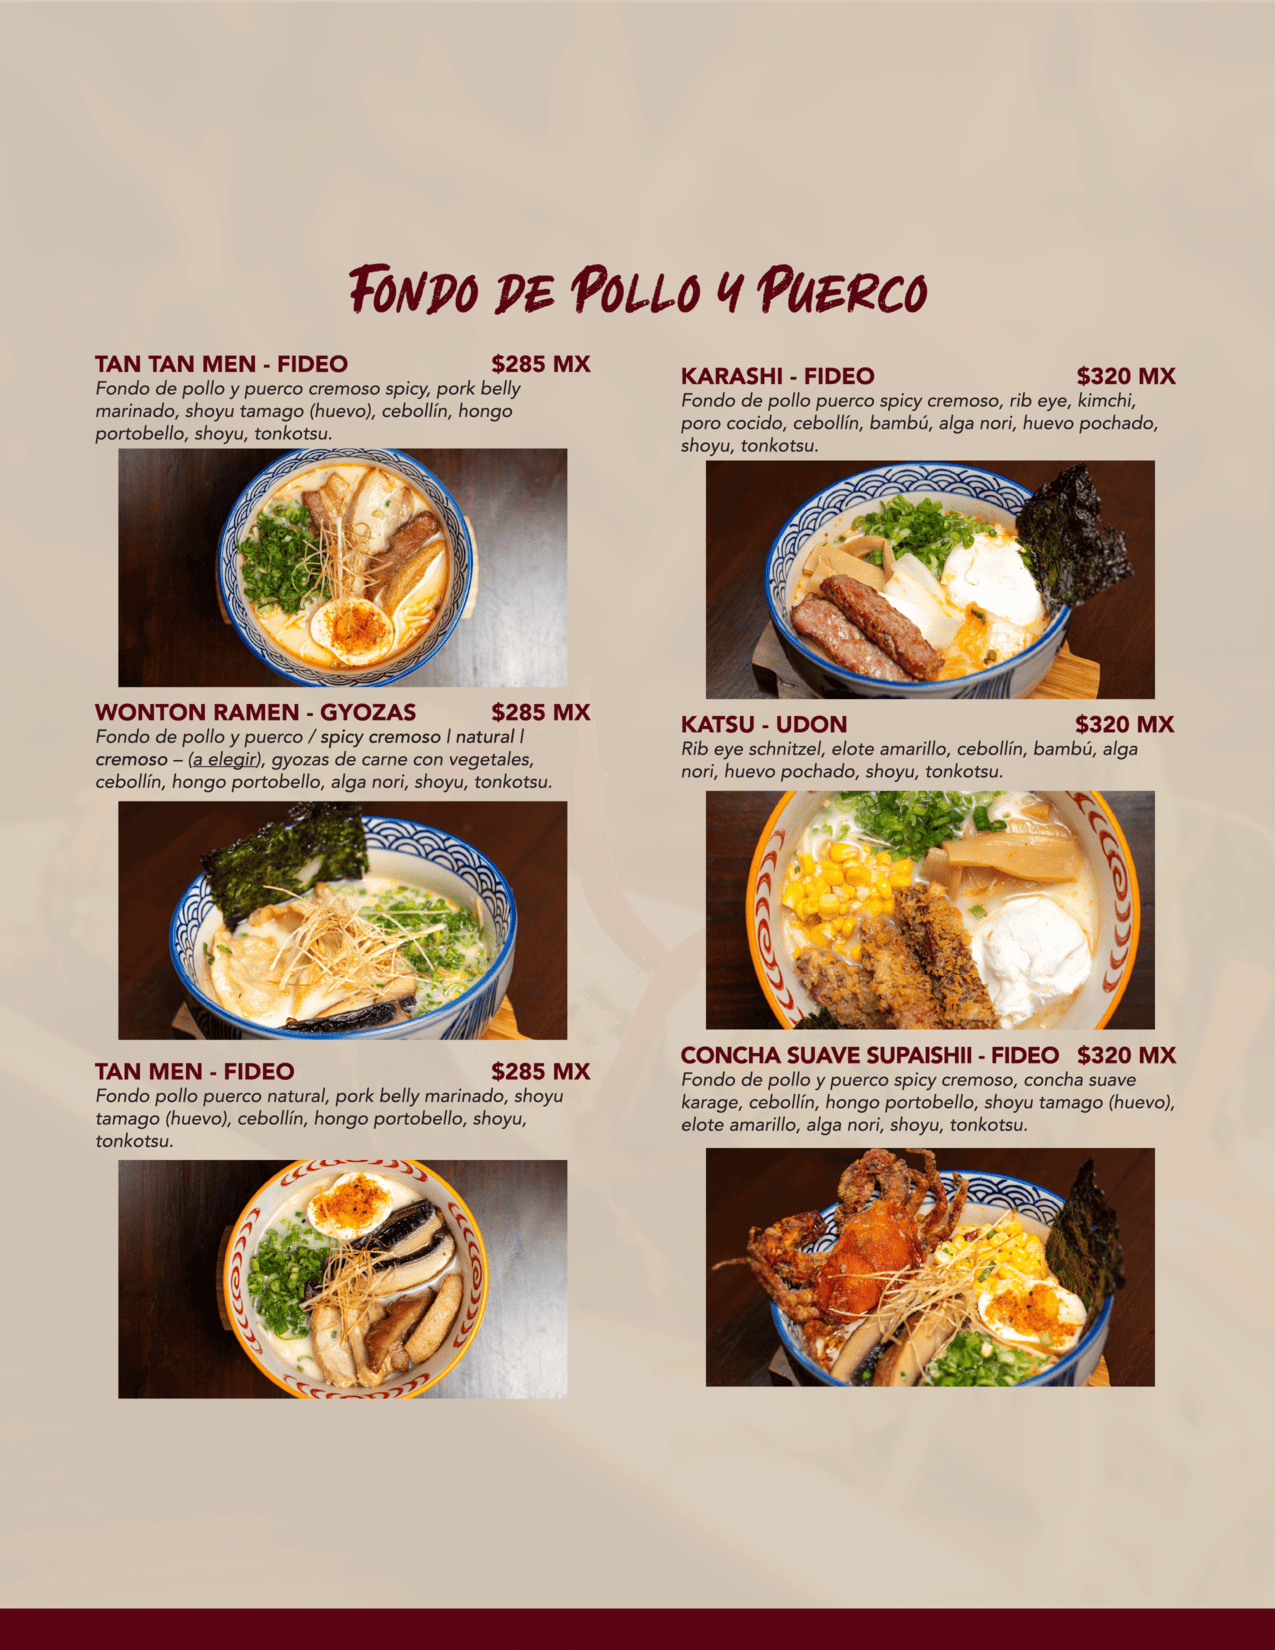 Fondo de Pollo y Puerco
TAN TAN MEN - FIDEO $285 MX
Fondo de pollo y puerco cremoso spicy, pork belly
marinado, shoyu tamago (huevo), cebollín, hongo
portobello, shoyu, tonkotsu.
WONTON RAMEN - GYOZAS $285 MX
Fondo de pollo y puerco / spicy cremoso l natural l
cremoso – (a elegir), gyozas de carne con vegetales,
cebollín, hongo portobello, alga nori, shoyu, tonkotsu.
TAN MEN - FIDEO $285 MX
Fondo pollo puerco natural, pork belly marinado, shoyu
tamago (huevo), cebollín, hongo portobello, shoyu,
tonkotsu.
KARASHI - FIDEO $320 MX
Fondo de pollo puerco spicy cremoso, rib eye, kimchi,
poro cocido, cebollín, bambú, alga nori, huevo pochado,
shoyu, tonkotsu.
KATSU - UDON $320 MX
Rib eye schnitzel, elote amarillo, cebollín, bambú, alga
nori, huevo pochado, shoyu, tonkotsu.
CONCHA SUAVE SUPAISHII - FIDEO $320 MX
Fondo de pollo y puerco spicy cremoso, concha suave
karage, cebollín, hongo portobello, shoyu tamago (huevo),
elote amarillo, alga nori, shoyu, tonkotsu.